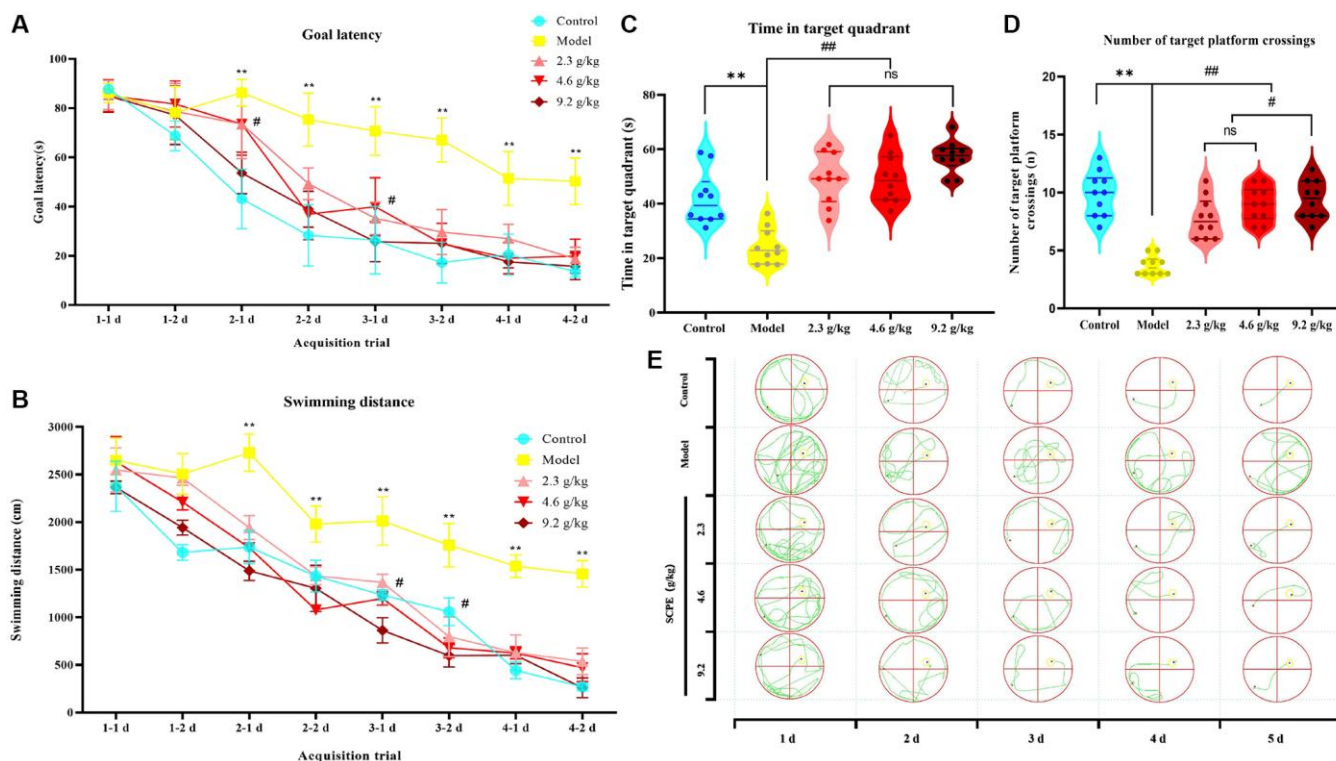 A
Goal latency
Control
Model
2.3 g/kg
4.6 g/kg
9.2 g/kg
Goal latency(s)
100
80
60
40
20
0
** ** ** ** ** **
#
#
1-1 d 1-2 d 2-1 d 2-2 d 3-1 d 3-2 d 4-1 d 4-2 d
Acquisition trial
B
Swimming distance
Control
Model
2.3 g/kg
4.6 g/kg
9.2 g/kg
Swimming distance (cm)
3000
2500
2000
1500
1000
500
0
** ** ** ** ** **
#
#
1-1 d 1-2 d 2-1 d 2-2 d 3-1 d 3-2 d 4-1 d 4-2 d
Acquisition trial
C
Time in target quadrant
##
**
ns
Time in target quadrant (s)
80
60
40
20
0
Control Model 2.3 g/kg 4.6 g/kg 9.2 g/kg
D
Number of target platform crossings
** ##
#
ns
Number of target platform
crossings (n)
20
15
10
5
0
Control Model 2.3 g/kg 4.6 g/kg 9.2 g/kg
E
Control
Model
SCPE (g/kg)
2.3
4.6
9.2
1 d 2 d 3 d 4 d 5 d